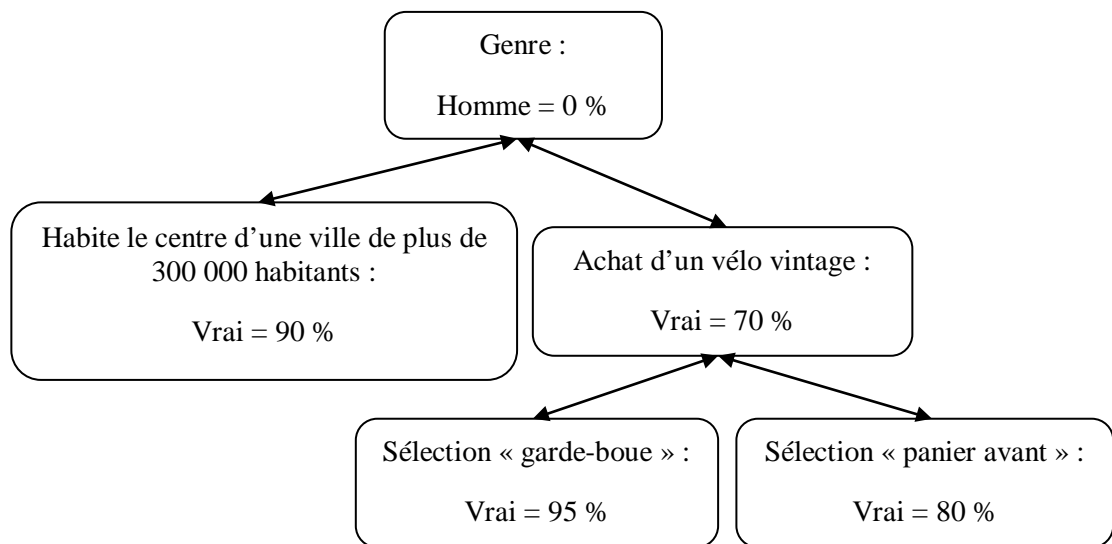 Genre :
Homme = 0 %
Habite le centre d’une ville de plus de
300 000 habitants :
Vrai = 90 %
Achat d’un vélo vintage :
Vrai = 70 %
Sélection « garde-boue » :
Vrai = 95 %
Sélection « panier avant » :
Vrai = 80 %